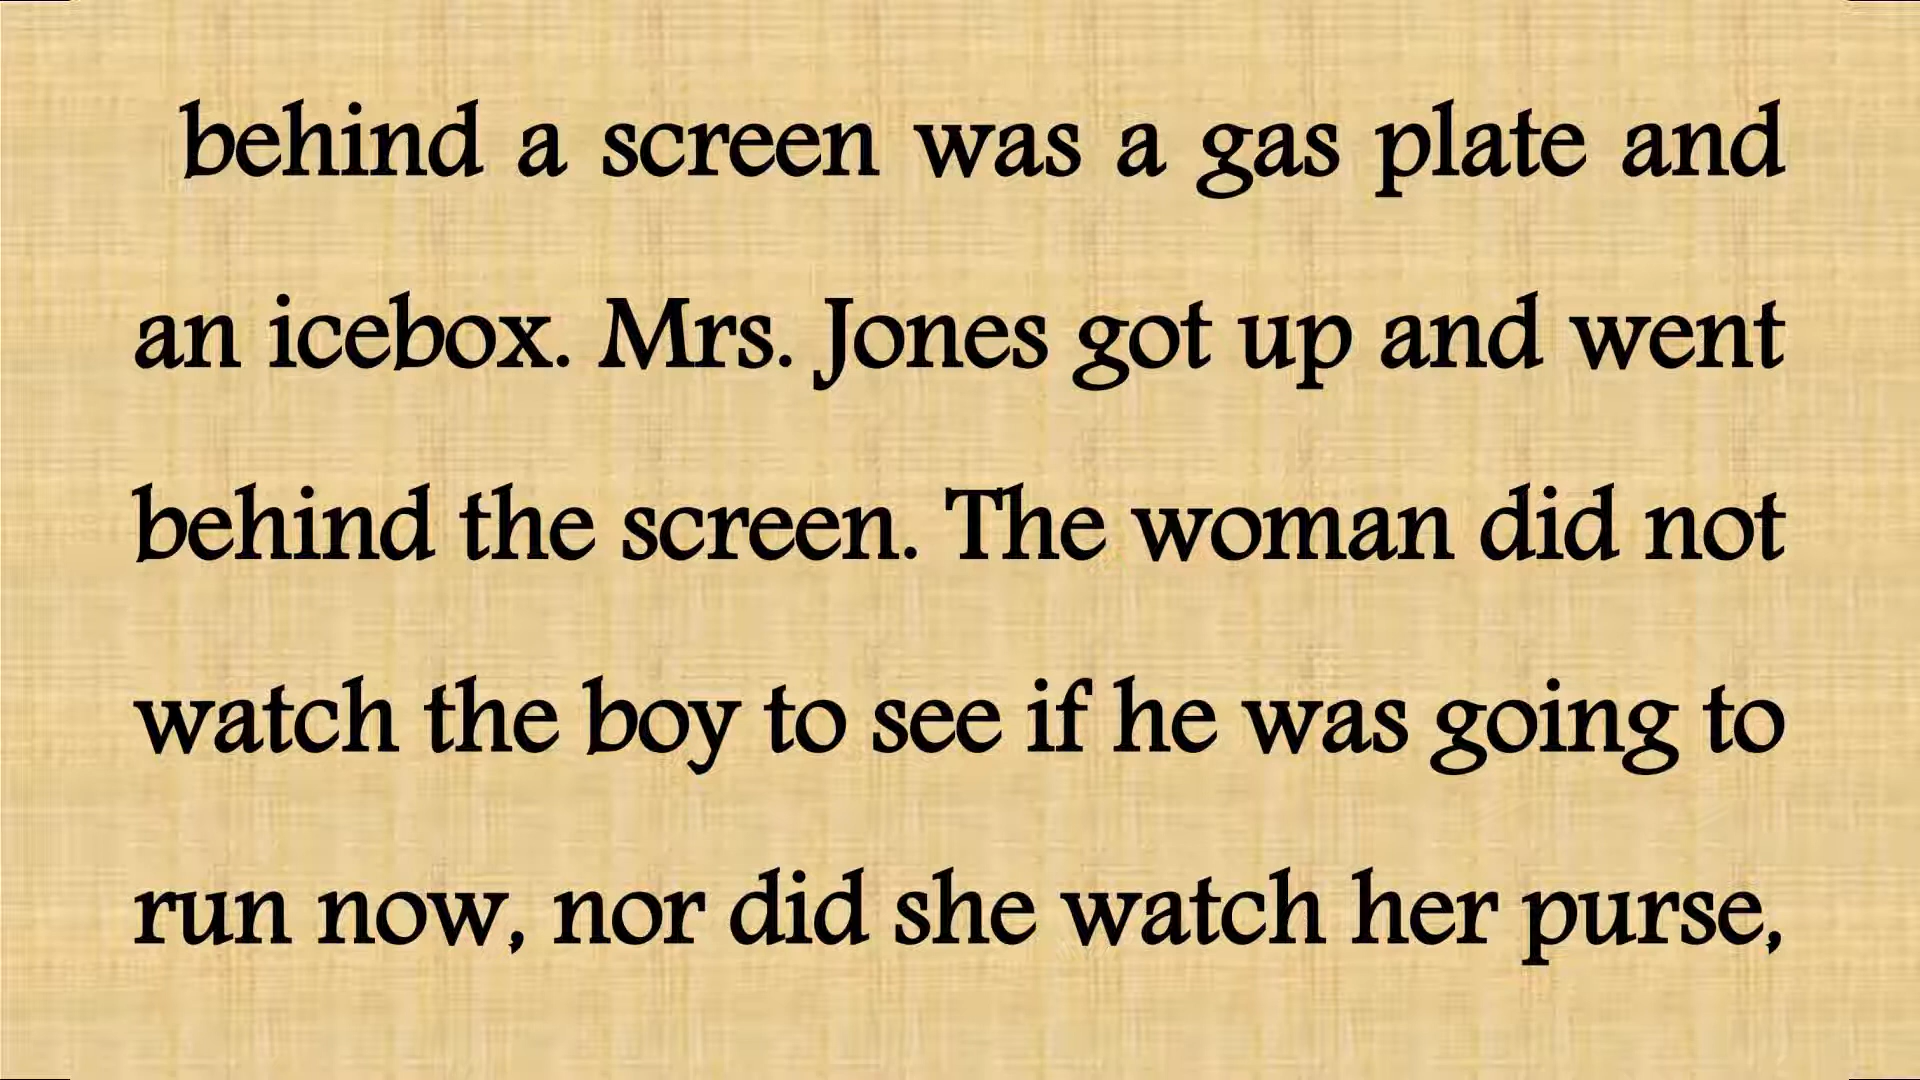 behind a screen was a gas plate and
an icebox. Mrs. Jones got up and went
behind the screen. The woman did not
watch the boy to see if he was going to
run now, nor did she watch her purse,